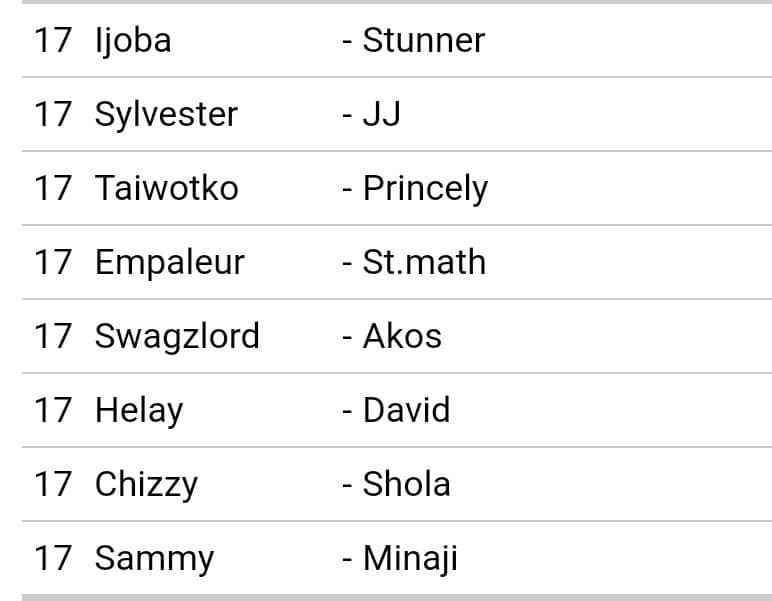 17 Ijoba - Stunner
17 Sylvester - JJ
17 Taiwotko - Princely
17 Empaleur - St.math
17 Swagzlord - Akos
17 Helay - David
17 Chizzy - Shola
17 Sammy - Minaji